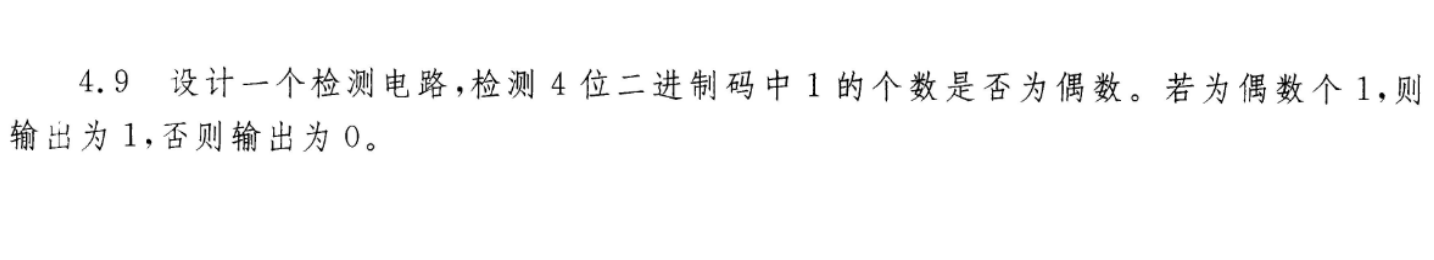 4.9 设计一个检测电路,检测 4 位二进制码中 1 的个数是否为偶数。若为偶数个 1,则
输出为 1,否则输出为 0。